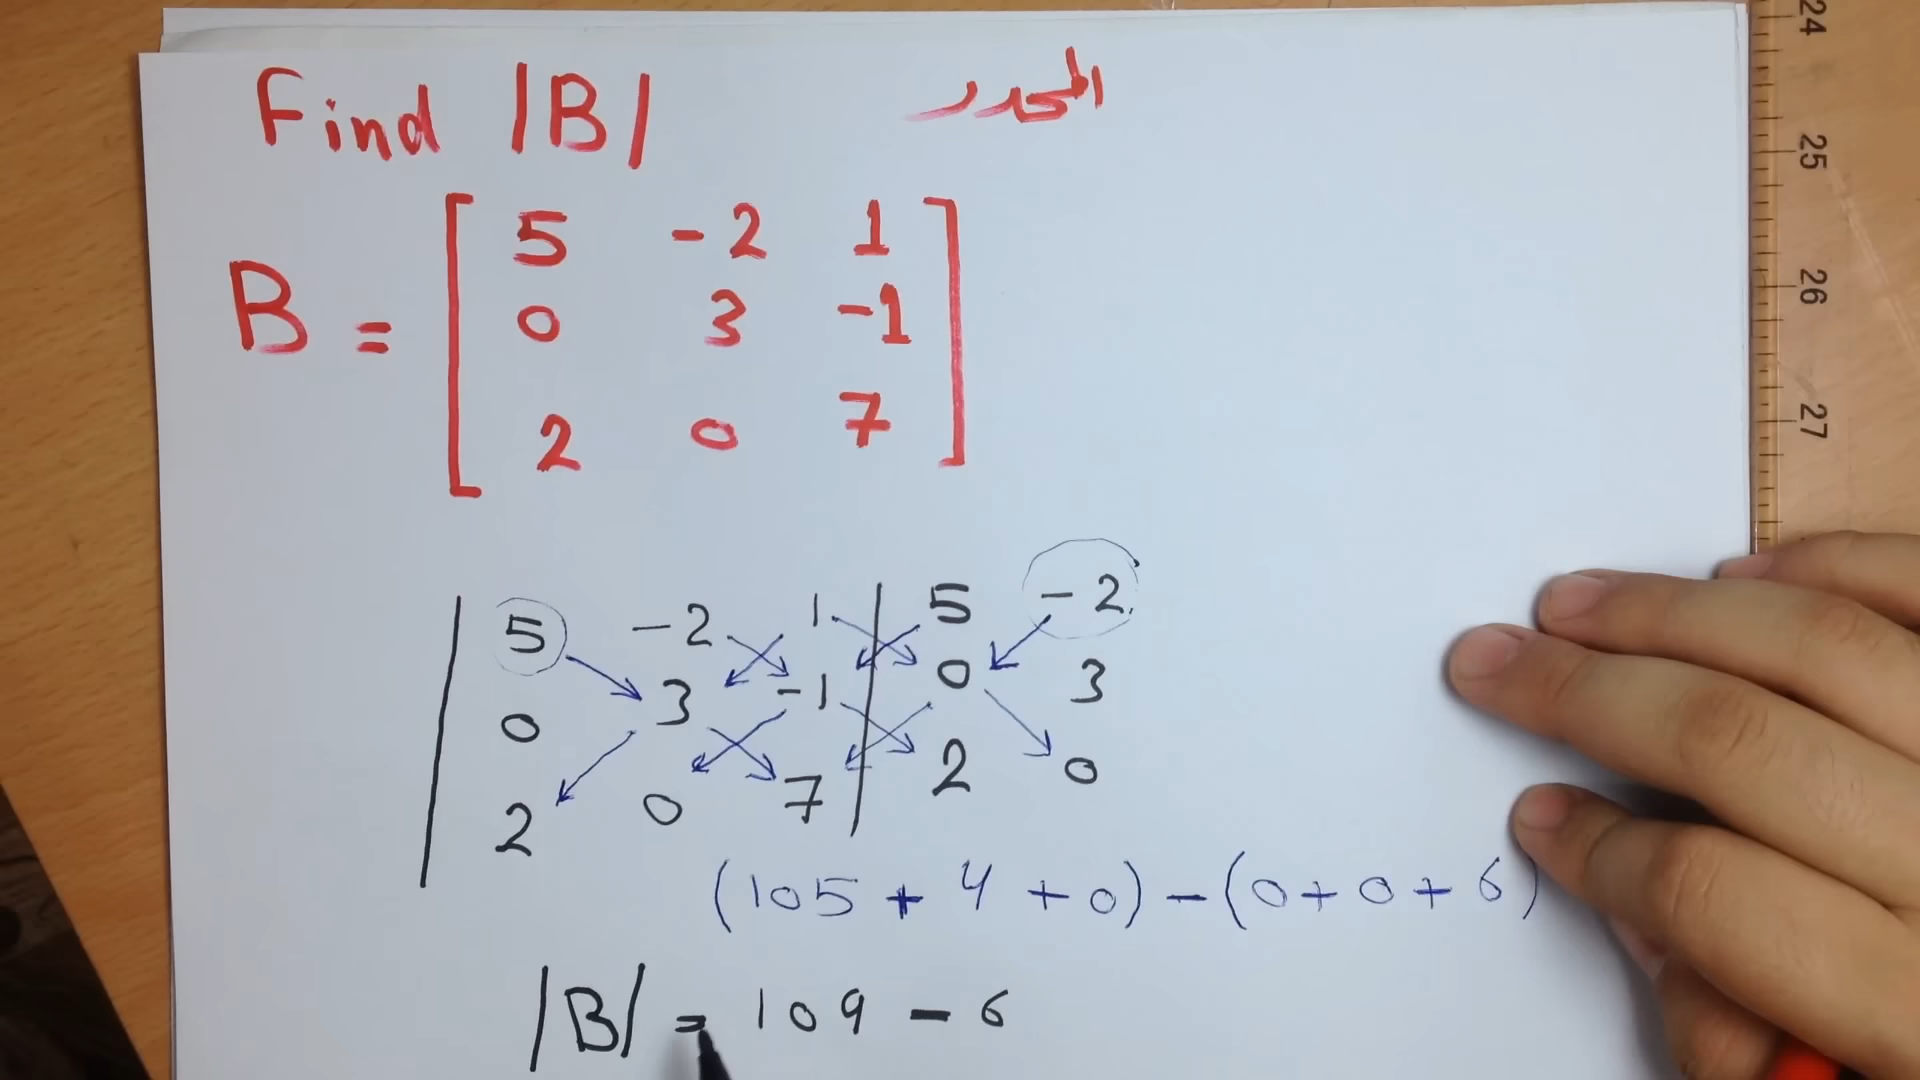 Find |B| المحدد
B = [ 5 -2 1
0 3 -1
2 0 7 ]
| 5 -2 1 | 5 -2
0 3 -1 0 3
2 0 7 | 2 0
(105 + 4 + 0) - (0 + 0 + 6)
|B| = 109 - 6
24
25
26
27